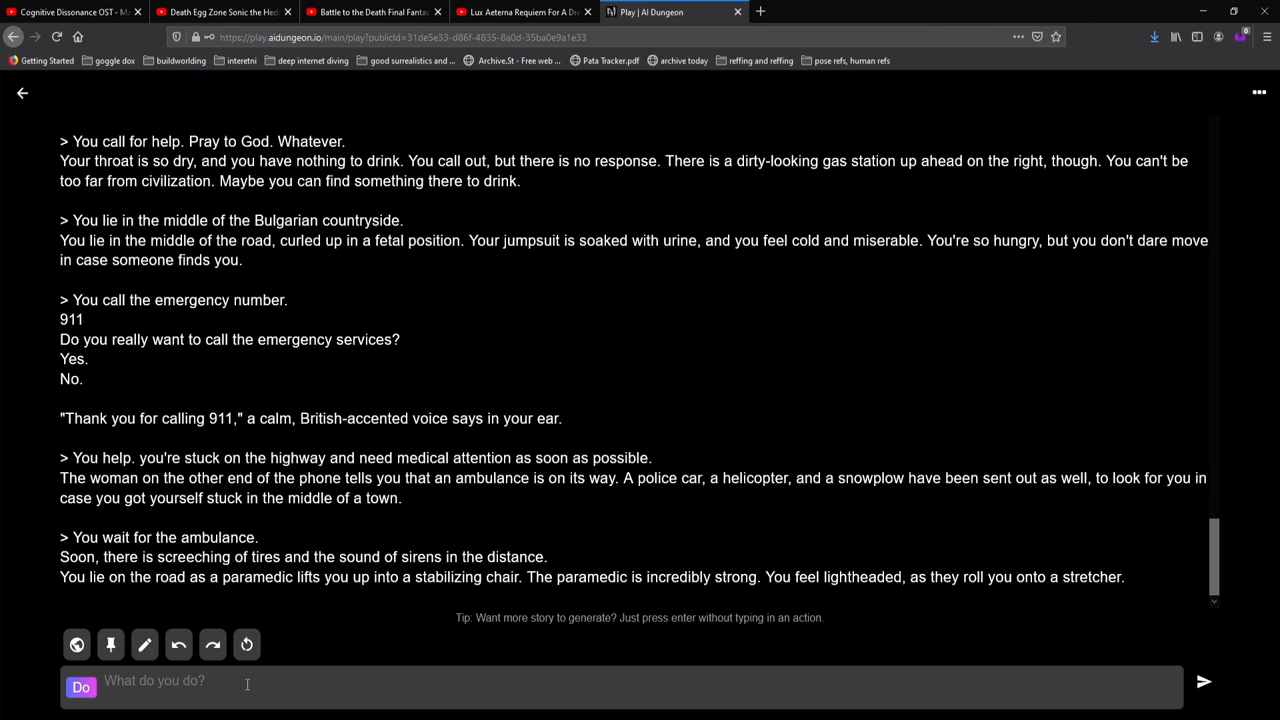 Cognitive Dissonance OST - M
Death Egg Zone Sonic the Hed
Battle to the Death Final Fantas
Lux Aeterna Requiem For A Dre
Play | AI Dungeon
https://play.aidungeon.io/main/play?publicId=31de5e33-d86f-4835-8a0d-35ba0e9a1e33
0
Getting Started
goggle dox
buildworlding
interetni
deep internet diving
good surrealistics and ...
Archive.St - Free web ...
Pata Tracker.pdf
archive today
reffing and reffing
pose refs, human refs
> You call for help. Pray to God. Whatever.
Your throat is so dry, and you have nothing to drink. You call out, but there is no response. There is a dirty-looking gas station up ahead on the right, though. You can't be
too far from civilization. Maybe you can find something there to drink.
> You lie in the middle of the Bulgarian countryside.
You lie in the middle of the road, curled up in a fetal position. Your jumpsuit is soaked with urine, and you feel cold and miserable. You're so hungry, but you don't dare move
in case someone finds you.
> You call the emergency number.
911
Do you really want to call the emergency services?
Yes.
No.
"Thank you for calling 911," a calm, British-accented voice says in your ear.
> You help. you're stuck on the highway and need medical attention as soon as possible.
The woman on the other end of the phone tells you that an ambulance is on its way. A police car, a helicopter, and a snowplow have been sent out as well, to look for you in
case you got yourself stuck in the middle of a town.
> You wait for the ambulance.
Soon, there is screeching of tires and the sound of sirens in the distance.
You lie on the road as a paramedic lifts you up into a stabilizing chair. The paramedic is incredibly strong. You feel lightheaded, as they roll you onto a stretcher.
Tip: Want more story to generate? Just press enter without typing in an action.
Do
What do you do?